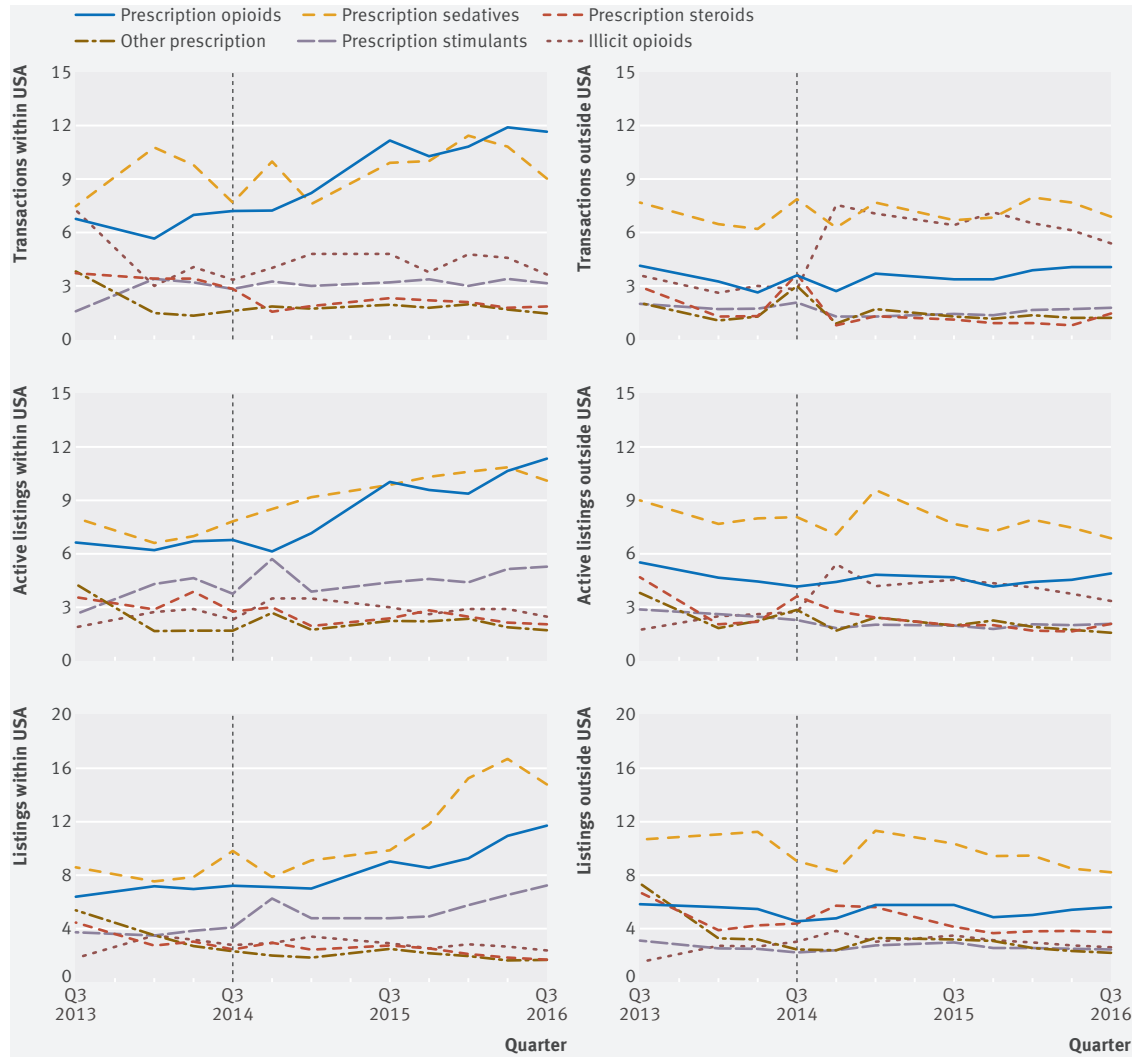 Prescription opioids Prescription sedatives Prescription steroids
Other prescription Prescription stimulants Illicit opioids
Transactions within USA
15
12
9
6
3
0
Transactions outside USA
15
12
9
6
3
0
Active listings within USA
15
12
9
6
3
0
Active listings outside USA
15
12
9
6
3
0
Listings within USA
20
16
12
8
4
0
Q3 Q3 Q3 Q3
2013 2014 2015 2016
Quarter
Listings outside USA
20
16
12
8
4
0
Q3 Q3 Q3 Q3
2013 2014 2015 2016
Quarter